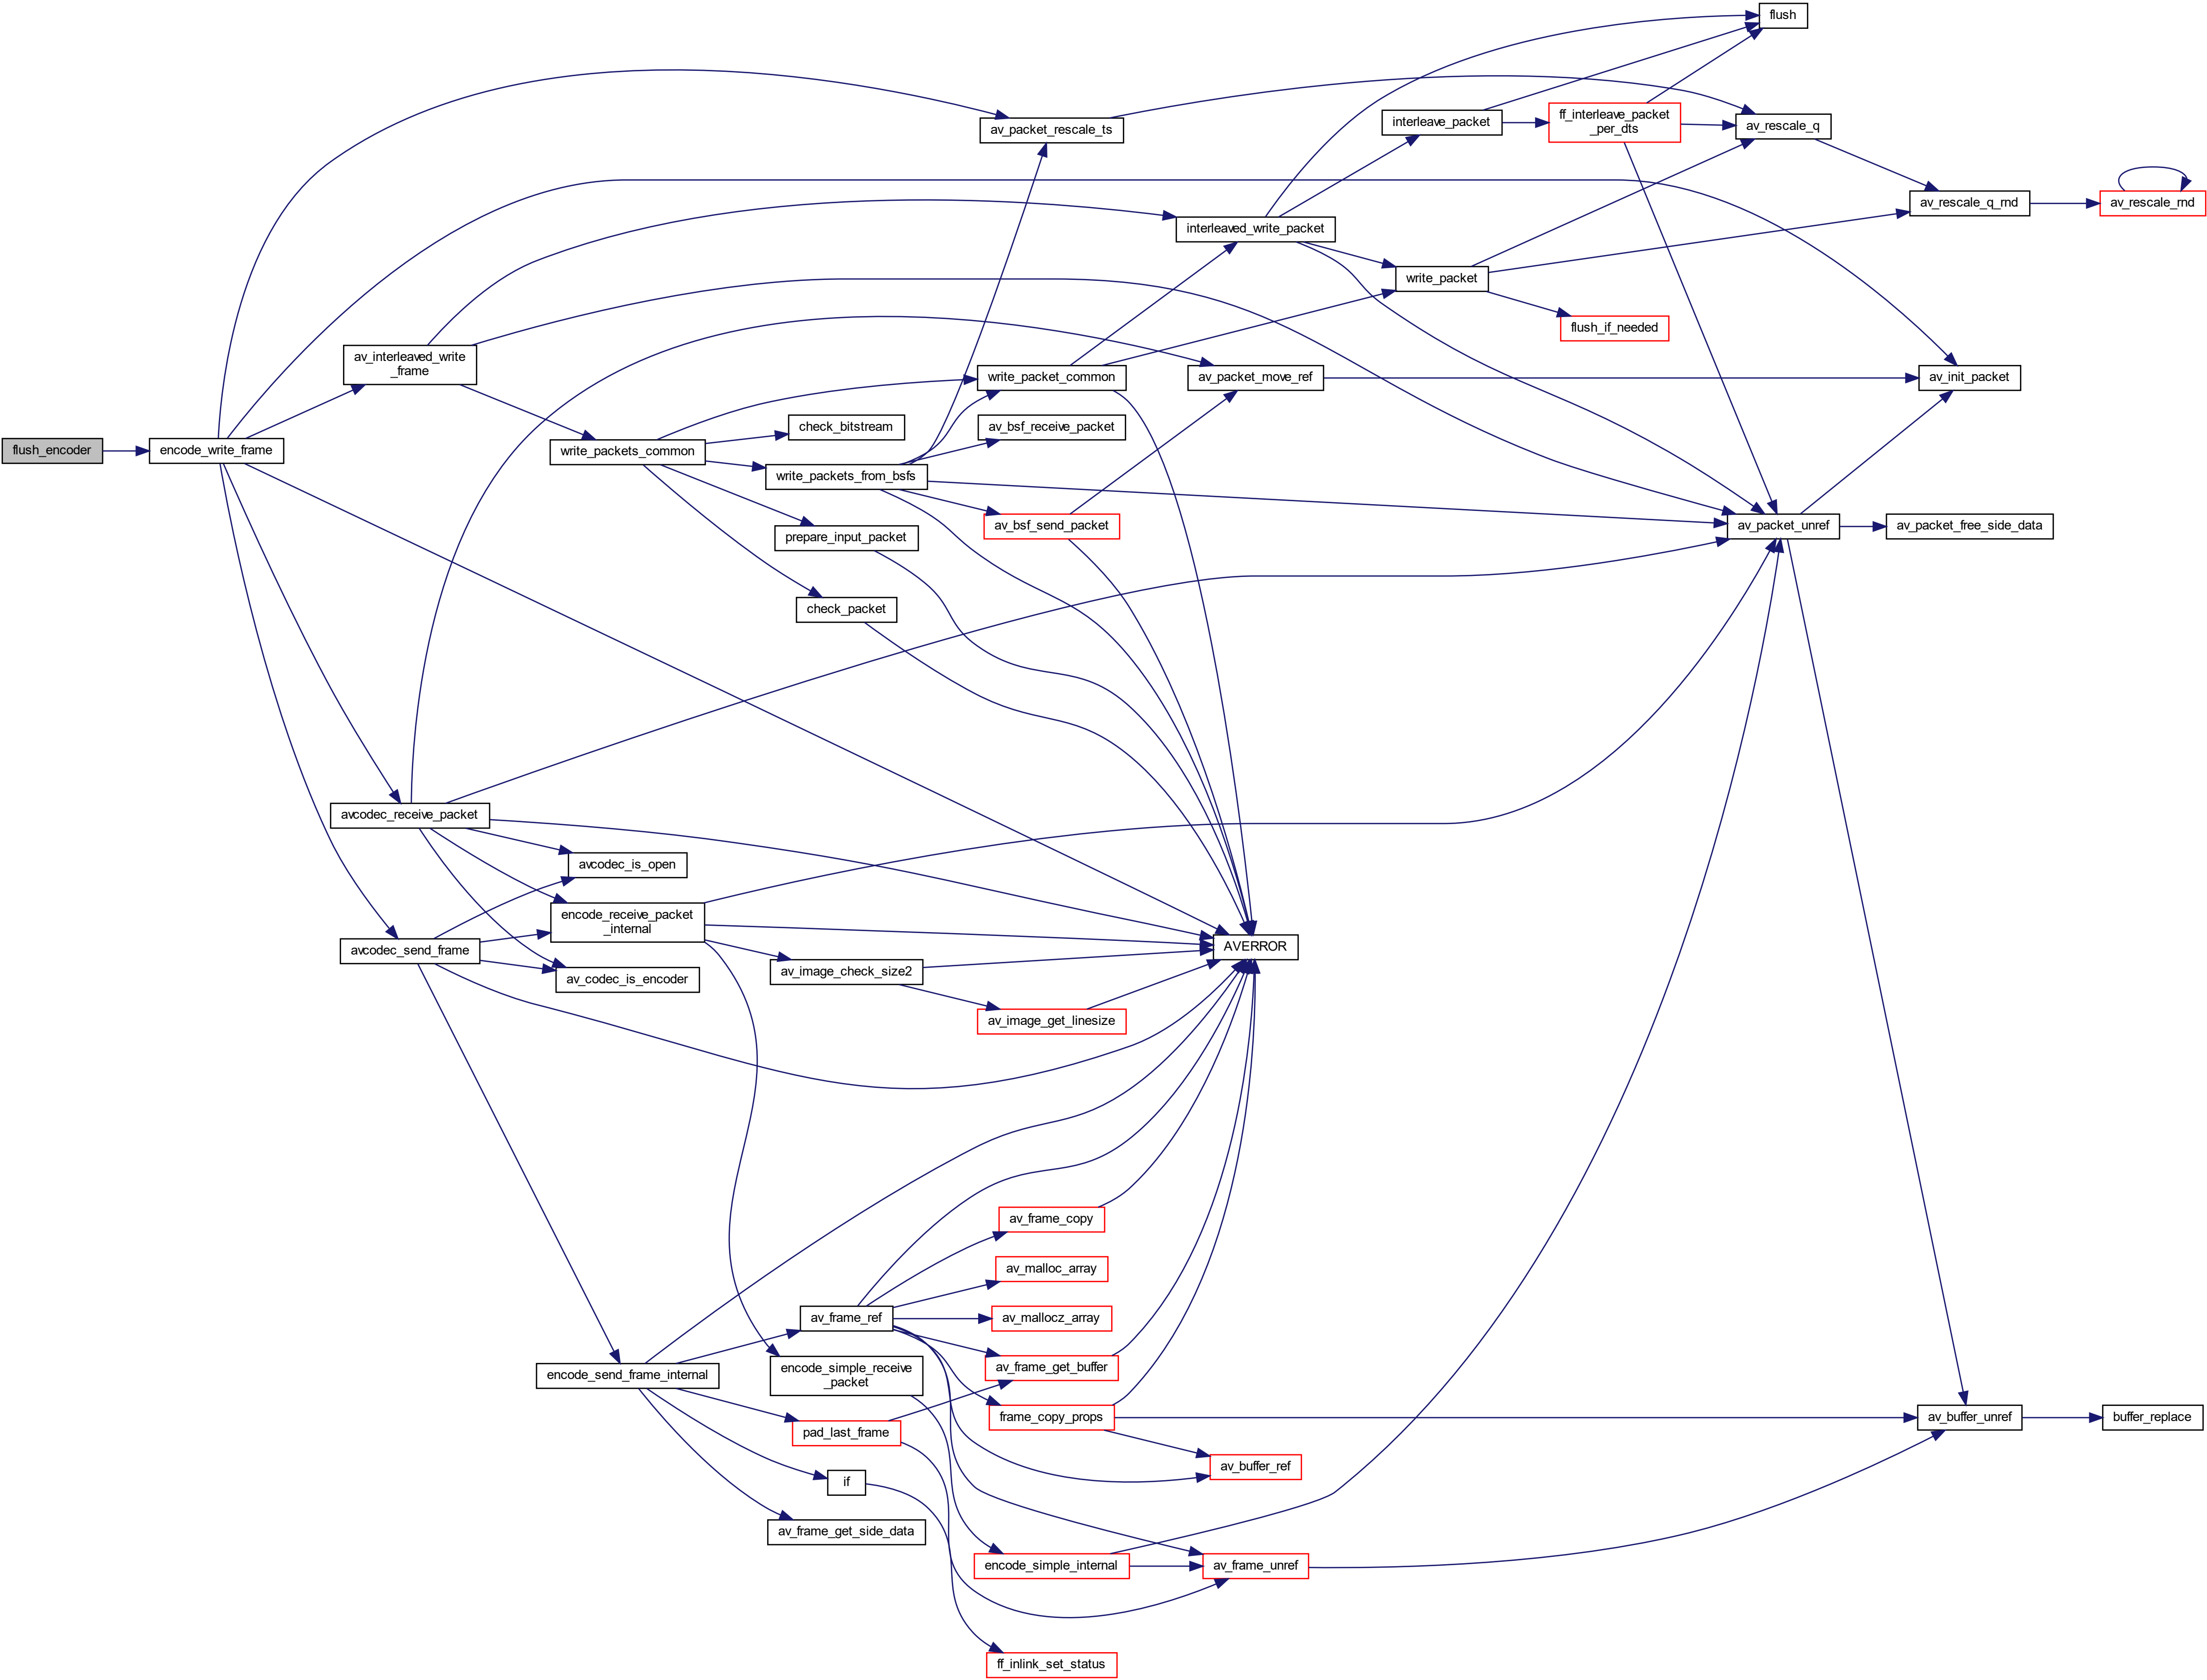 flush_encoder
encode_write_frame
av_interleaved_write
_frame
avcodec_receive_packet
avcodec_send_frame
write_packets_common
avcodec_is_open
encode_receive_packet
_internal
av_codec_is_encoder
encode_send_frame_internal
check_bitstream
write_packets_from_bsfs
prepare_input_packet
check_packet
av_image_check_size2
av_frame_ref
encode_simple_receive
_packet
pad_last_frame
if
av_frame_get_side_data
av_packet_rescale_ts
write_packet_common
av_bsf_receive_packet
av_bsf_send_packet
av_image_get_linesize
av_frame_copy
av_malloc_array
av_mallocz_array
av_frame_get_buffer
frame_copy_props
encode_simple_internal
ff_inlink_set_status
interleaved_write_packet
av_packet_move_ref
AVERROR
av_buffer_ref
av_frame_unref
interleave_packet
write_packet
ff_interleave_packet
_per_dts
flush_if_needed
flush
av_rescale_q
av_packet_unref
av_rescale_q_rnd
av_init_packet
av_packet_free_side_data
av_buffer_unref
av_rescale_rnd
buffer_replace